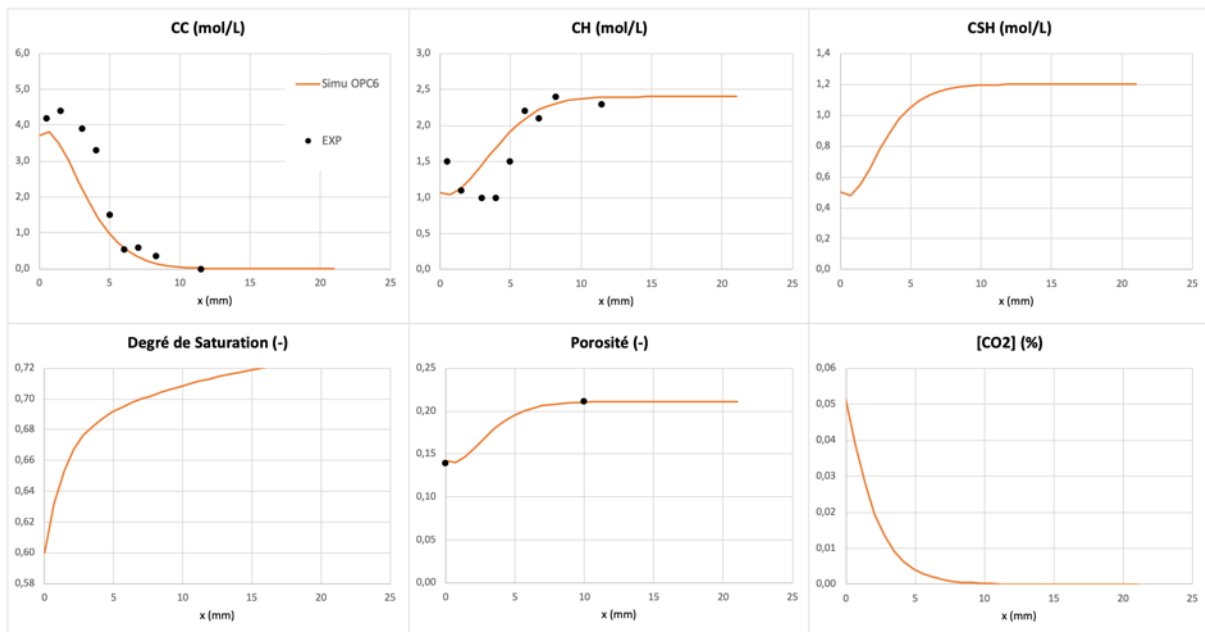 CC (mol/L)
6,0
5,0
4,0
3,0
2,0
1,0
0,0
Simu OPC6
EXP
0 5 10 15 20 25
x (mm)
CH (mol/L)
3,0
2,5
2,0
1,5
1,0
0,5
0,0
0 5 10 15 20 25
x (mm)
CSH (mol/L)
1,4
1,2
1,0
0,8
0,6
0,4
0,2
0,0
0 5 10 15 20 25
x (mm)
Degré de Saturation (-)
0,72
0,70
0,68
0,66
0,64
0,62
0,60
0,58
0 5 10 15 20 25
x (mm)
Porosité (-)
0,25
0,20
0,15
0,10
0,05
0,00
0 5 10 15 20 25
x (mm)
[CO2] (%)
0,06
0,05
0,04
0,03
0,02
0,01
0,00
0 5 10 15 20 25
x (mm)